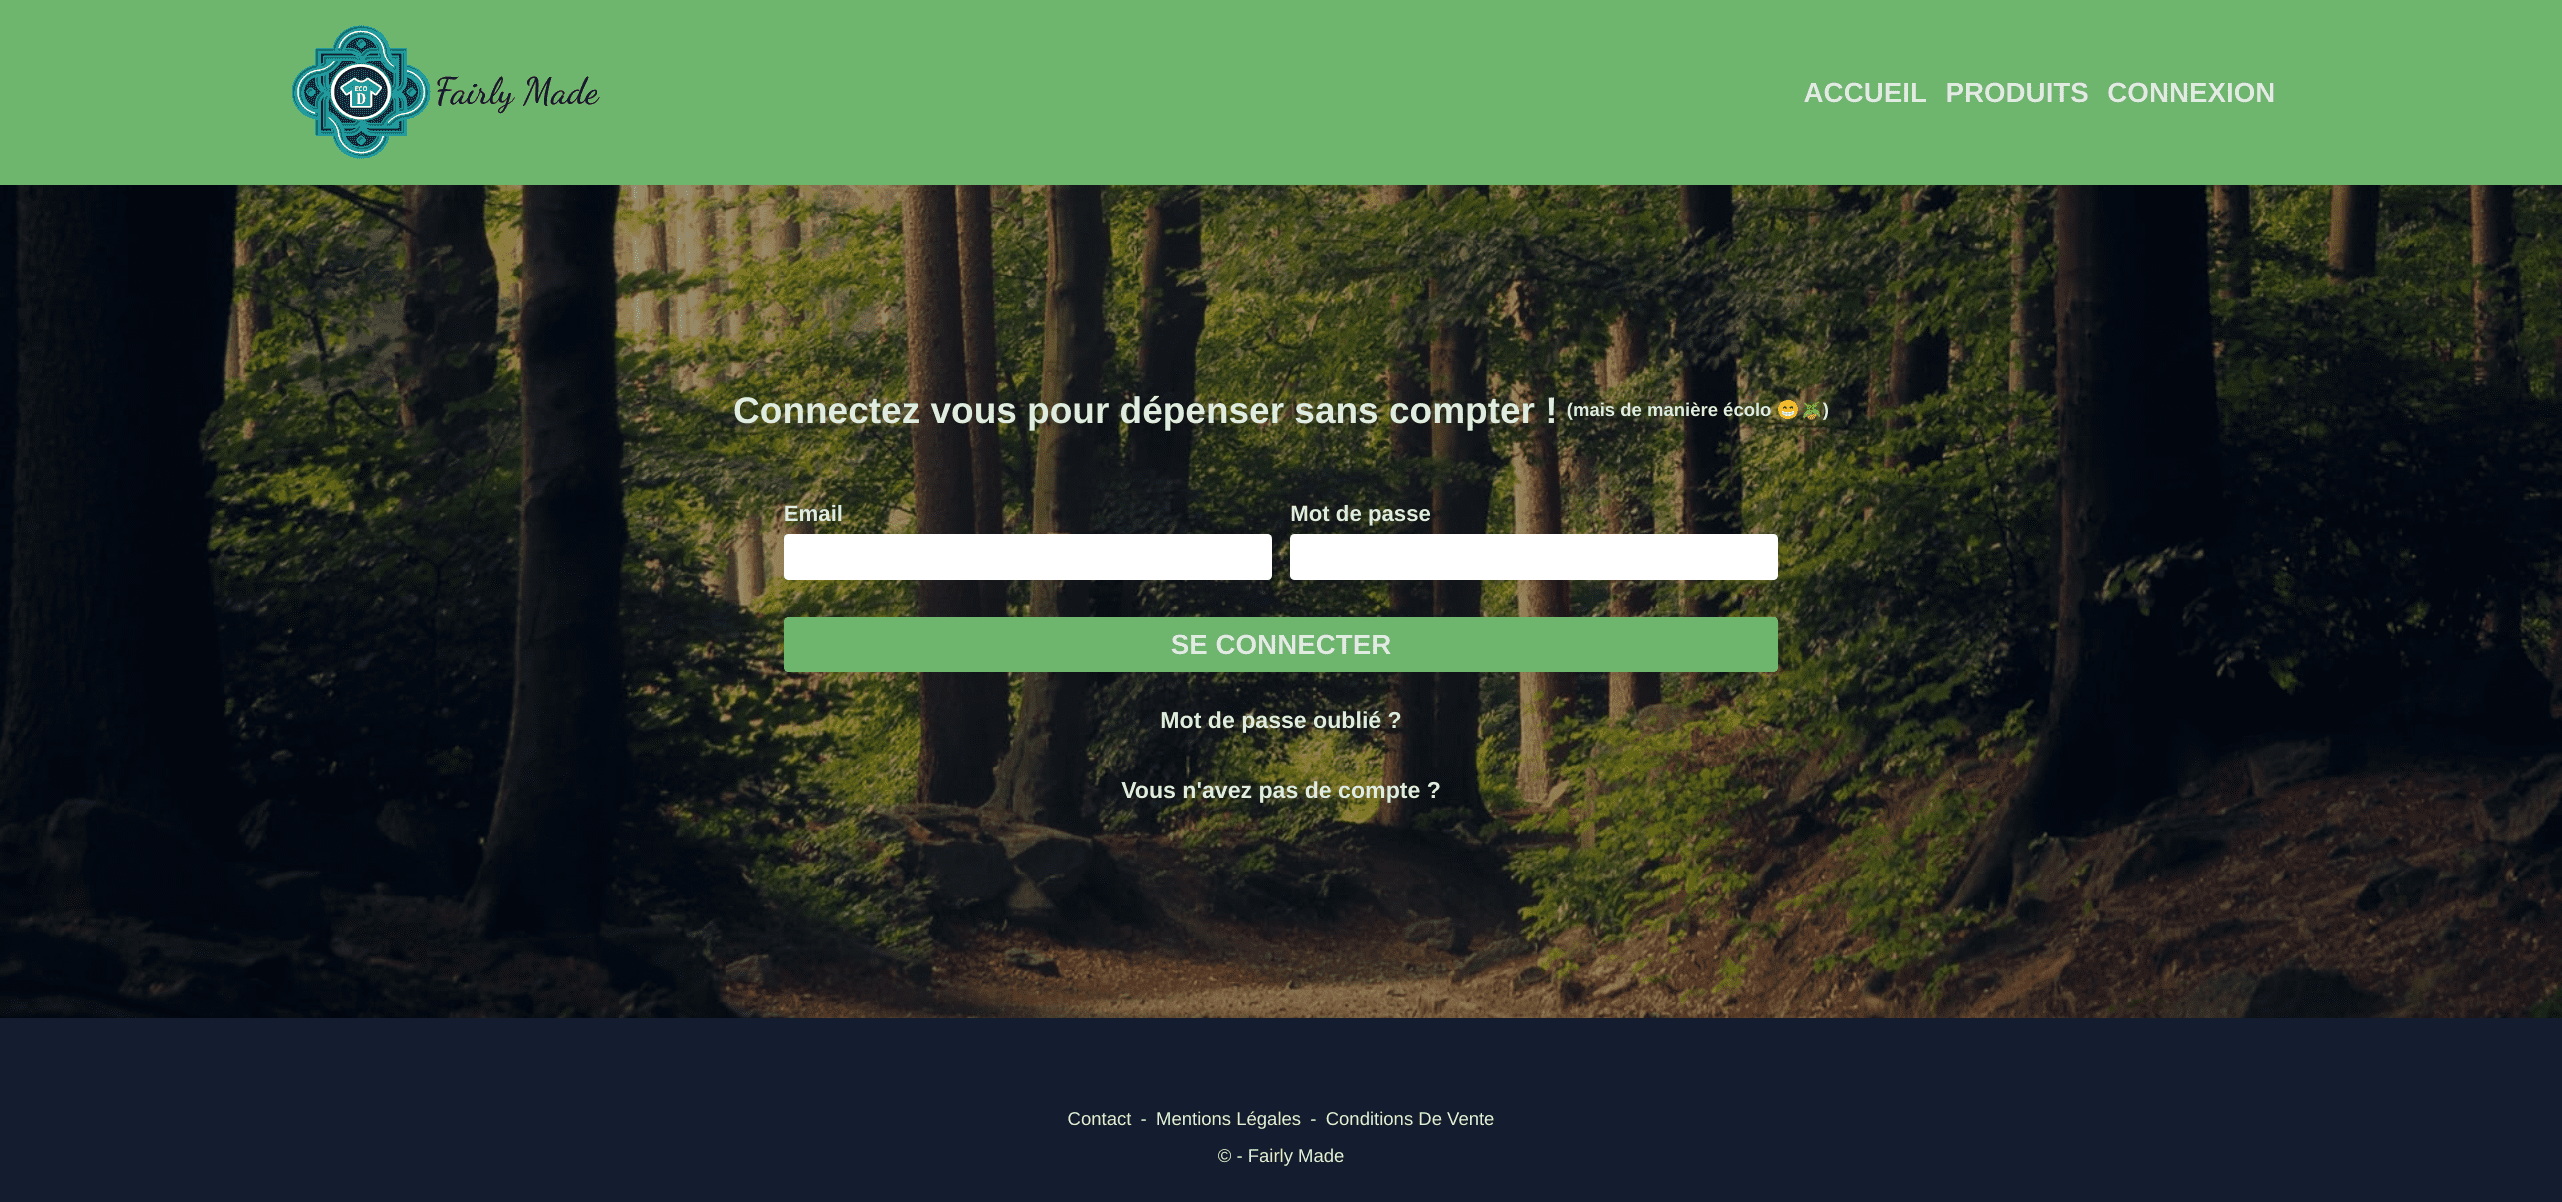 ECO
D
Fairly Made
ACCUEIL PRODUITS CONNEXION
Connectez vous pour dépenser sans compter ! (mais de manière écolo 😁🌿)
Email Mot de passe
SE CONNECTER
Mot de passe oublié ?
Vous n'avez pas de compte ?
Contact - Mentions Légales - Conditions De Vente
© - Fairly Made